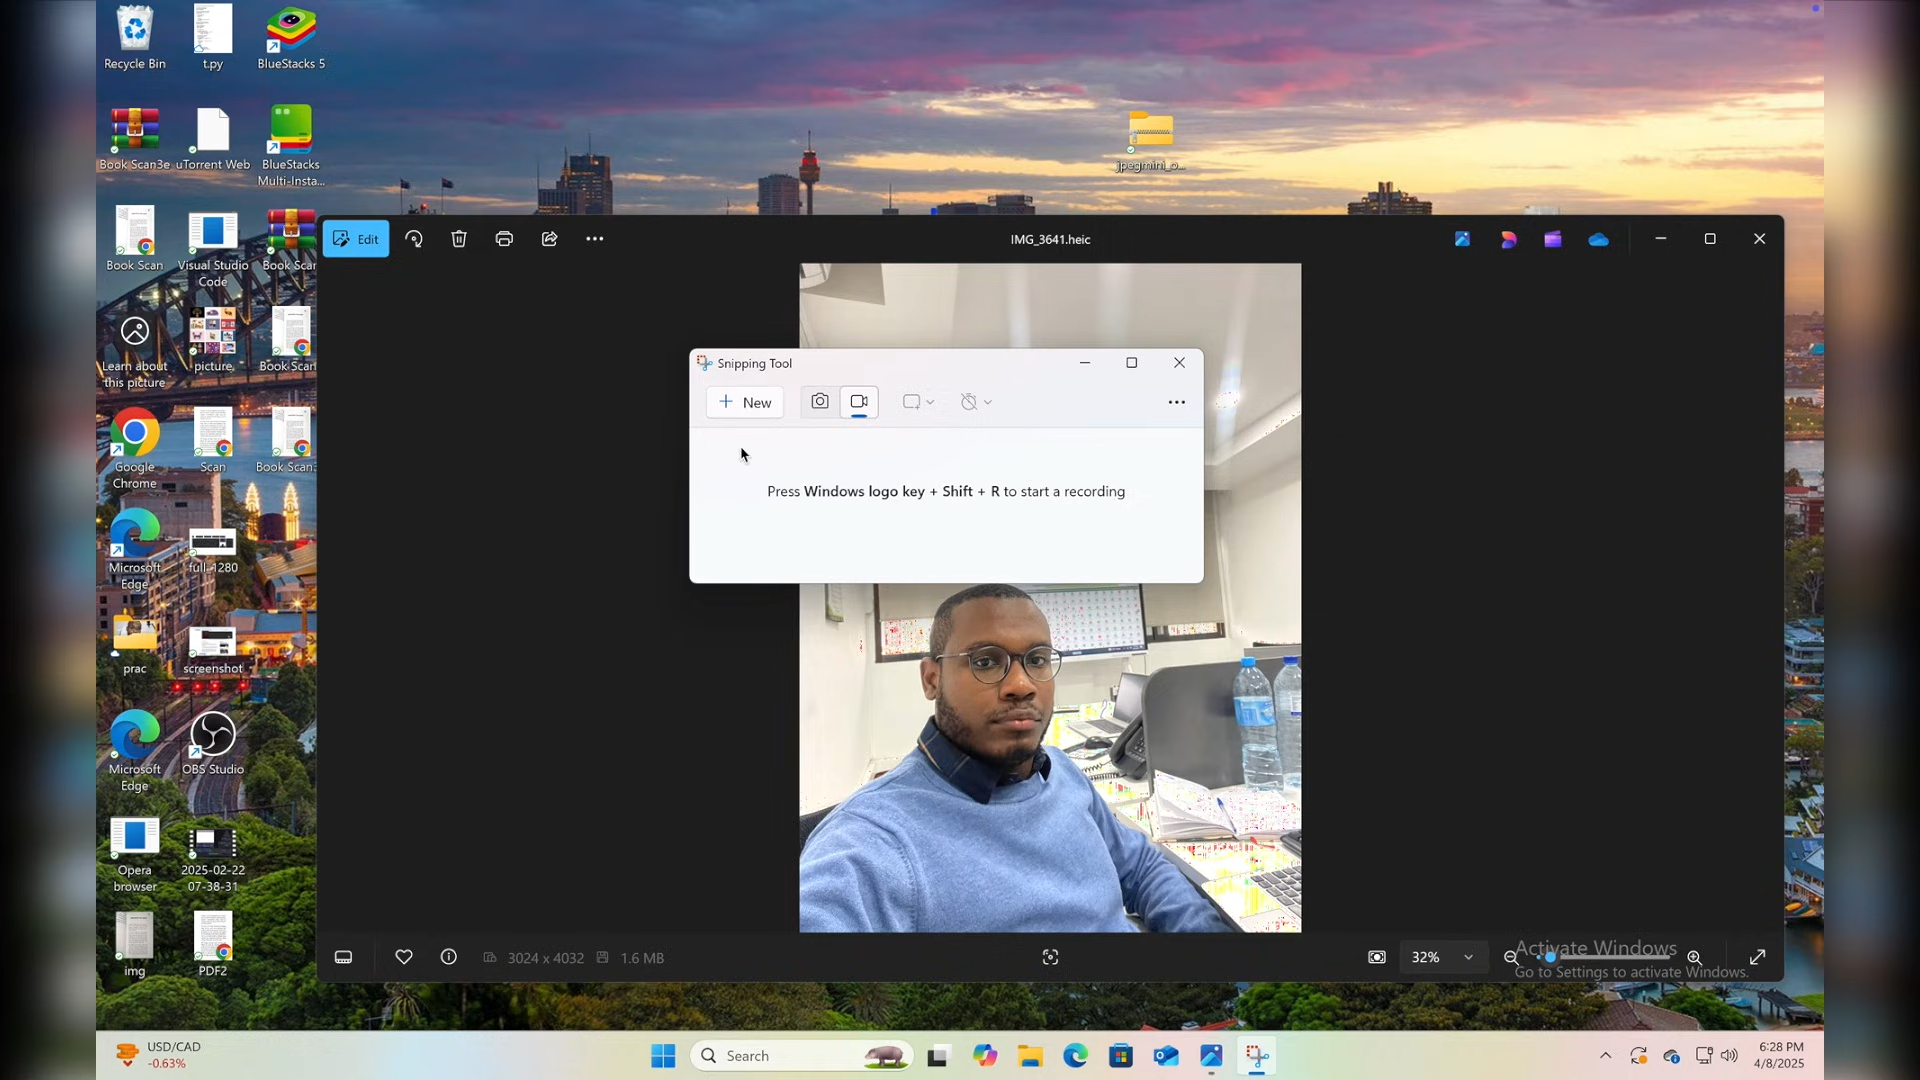 Recycle Bin
t.py
BlueStacks 5
Book Scan3e
uTorrent Web
BlueStacks
Multi-Insta...
jpegmini_o...
Book Scan
Visual Studio
Code
Book Scan
Learn about
this picture
picture
Book Scan
Google
Chrome
Scan
Book Scan
Microsoft
Edge
full-1280
prac
screenshot
Microsoft
Edge
OBS Studio
Opera
browser
2025-02-22
07-38-31
img
PDF2
Edit
IMG_3641.heic
Snipping Tool
New
Press Windows logo key + Shift + R to start a recording
3024 x 4032
1.6 MB
32%
Activate Windows
Go to Settings to activate Windows.
USD/CAD
-0.63%
Search
6:28 PM
4/8/2025